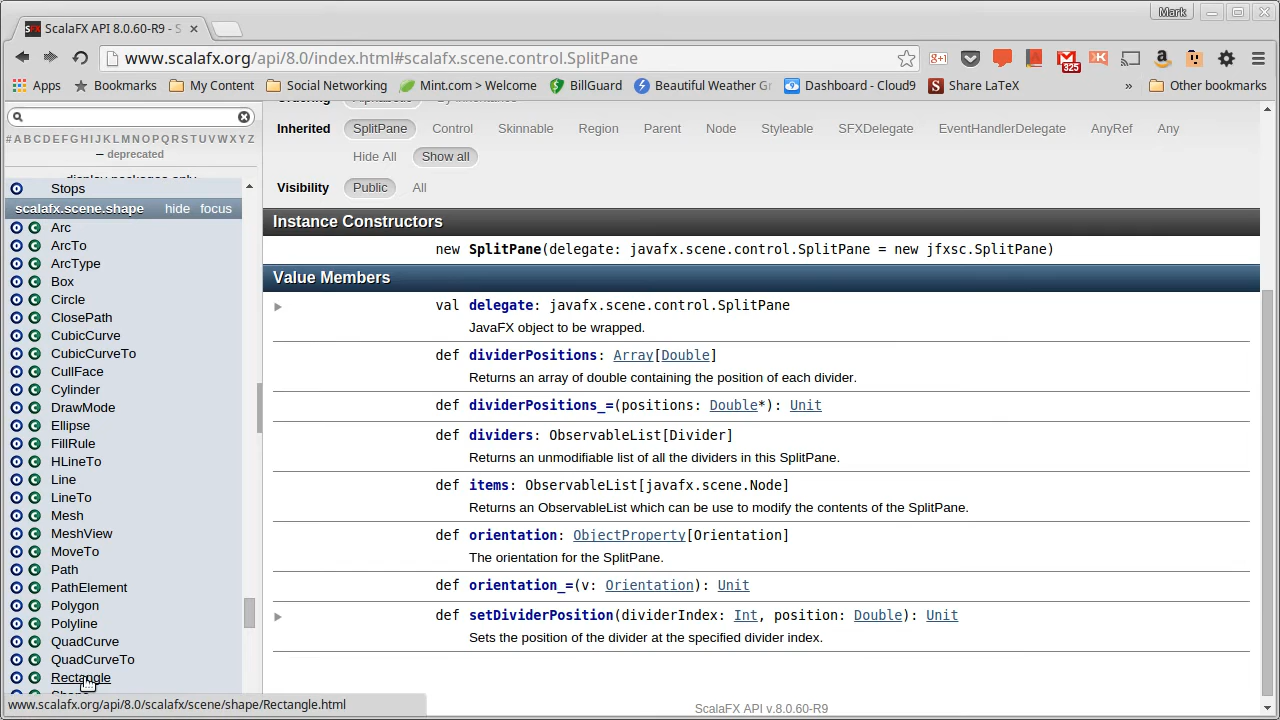 Mark
SFX ScalaFX API 8.0.60-R9 - S
www.scalafx.org/api/8.0/index.html#scalafx.scene.control.SplitPane
325
Apps Bookmarks My Content Social Networking Mint.com > Welcome BillGuard Beautiful Weather Gr Dashboard - Cloud9 Share LaTeX » Other bookmarks
Ordering Alphabetic By inheritance
Inherited SplitPane Control Skinnable Region Parent Node Styleable SFXDelegate EventHandlerDelegate AnyRef Any
Hide All Show all
Visibility Public All
# A B C D E F G H I J K L M N O P Q R S T U V W X Y Z
– deprecated
display packages only
Stops
scalafx.scene.shape hide focus
Arc
ArcTo
ArcType
Box
Circle
ClosePath
CubicCurve
CubicCurveTo
CullFace
Cylinder
DrawMode
Ellipse
FillRule
HLineTo
Line
LineTo
Mesh
MeshView
MoveTo
Path
PathElement
Polygon
Polyline
QuadCurve
QuadCurveTo
Rectangle
Shape
Instance Constructors
new SplitPane(delegate: javafx.scene.control.SplitPane = new jfxsc.SplitPane)
Value Members
val delegate: javafx.scene.control.SplitPane
JavaFX object to be wrapped.
def dividerPositions: Array[Double]
Returns an array of double containing the position of each divider.
def dividerPositions_=(positions: Double*): Unit
def dividers: ObservableList[Divider]
Returns an unmodifiable list of all the dividers in this SplitPane.
def items: ObservableList[javafx.scene.Node]
Returns an ObservableList which can be use to modify the contents of the SplitPane.
def orientation: ObjectProperty[Orientation]
The orientation for the SplitPane.
def orientation_=(v: Orientation): Unit
def setDividerPosition(dividerIndex: Int, position: Double): Unit
Sets the position of the divider at the specified divider index.
www.scalafx.org/api/8.0/scalafx/scene/shape/Rectangle.html
ScalaFX API v.8.0.60-R9